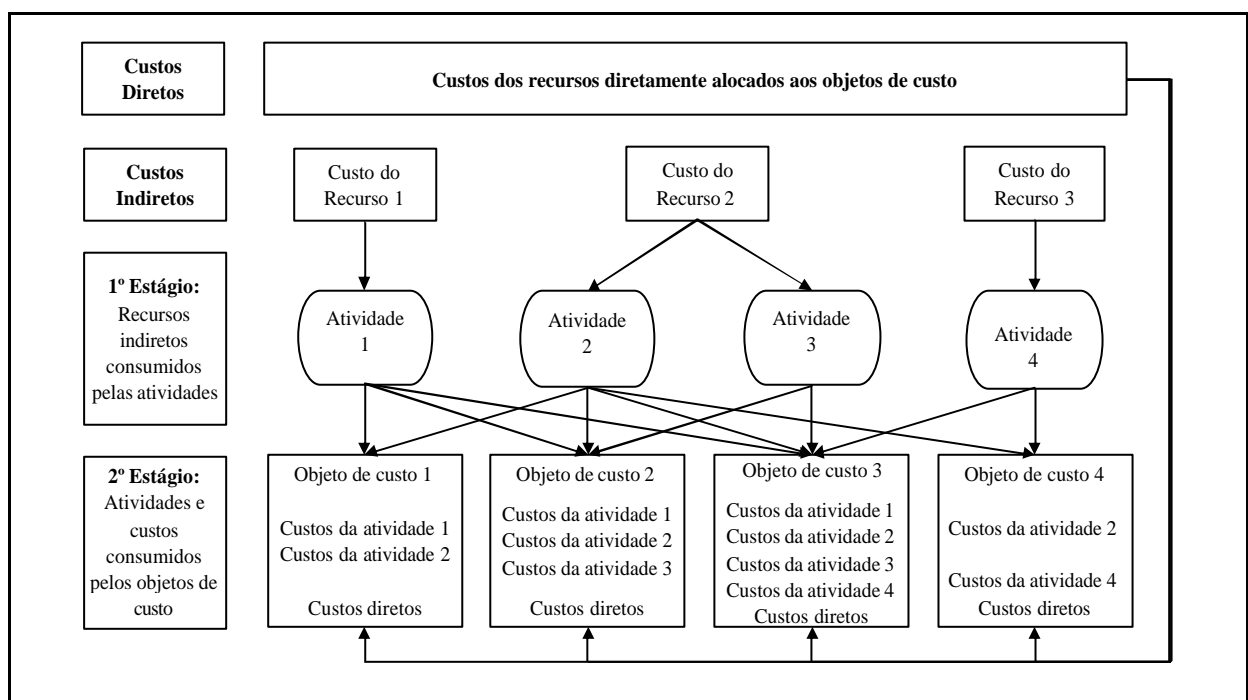 Custos
Diretos
Custos dos recursos diretamente alocados aos objetos de custo
Custos
Indiretos
Custo do
Recurso 1
Custo do
Recurso 2
Custo do
Recurso 3
1º Estágio:
Recursos
indiretos
consumidos
pelas atividades
Atividade
1
Atividade
2
Atividade
3
Atividade
4
2º Estágio:
Atividades e
custos
consumidos
pelos objetos de
custo
Objeto de custo 1
Custos da atividade 1
Custos da atividade 2
Custos diretos
Objeto de custo 2
Custos da atividade 1
Custos da atividade 2
Custos da atividade 3
Custos diretos
Objeto de custo 3
Custos da atividade 1
Custos da atividade 2
Custos da atividade 3
Custos da atividade 4
Custos diretos
Objeto de custo 4
Custos da atividade 2
Custos da atividade 4
Custos diretos